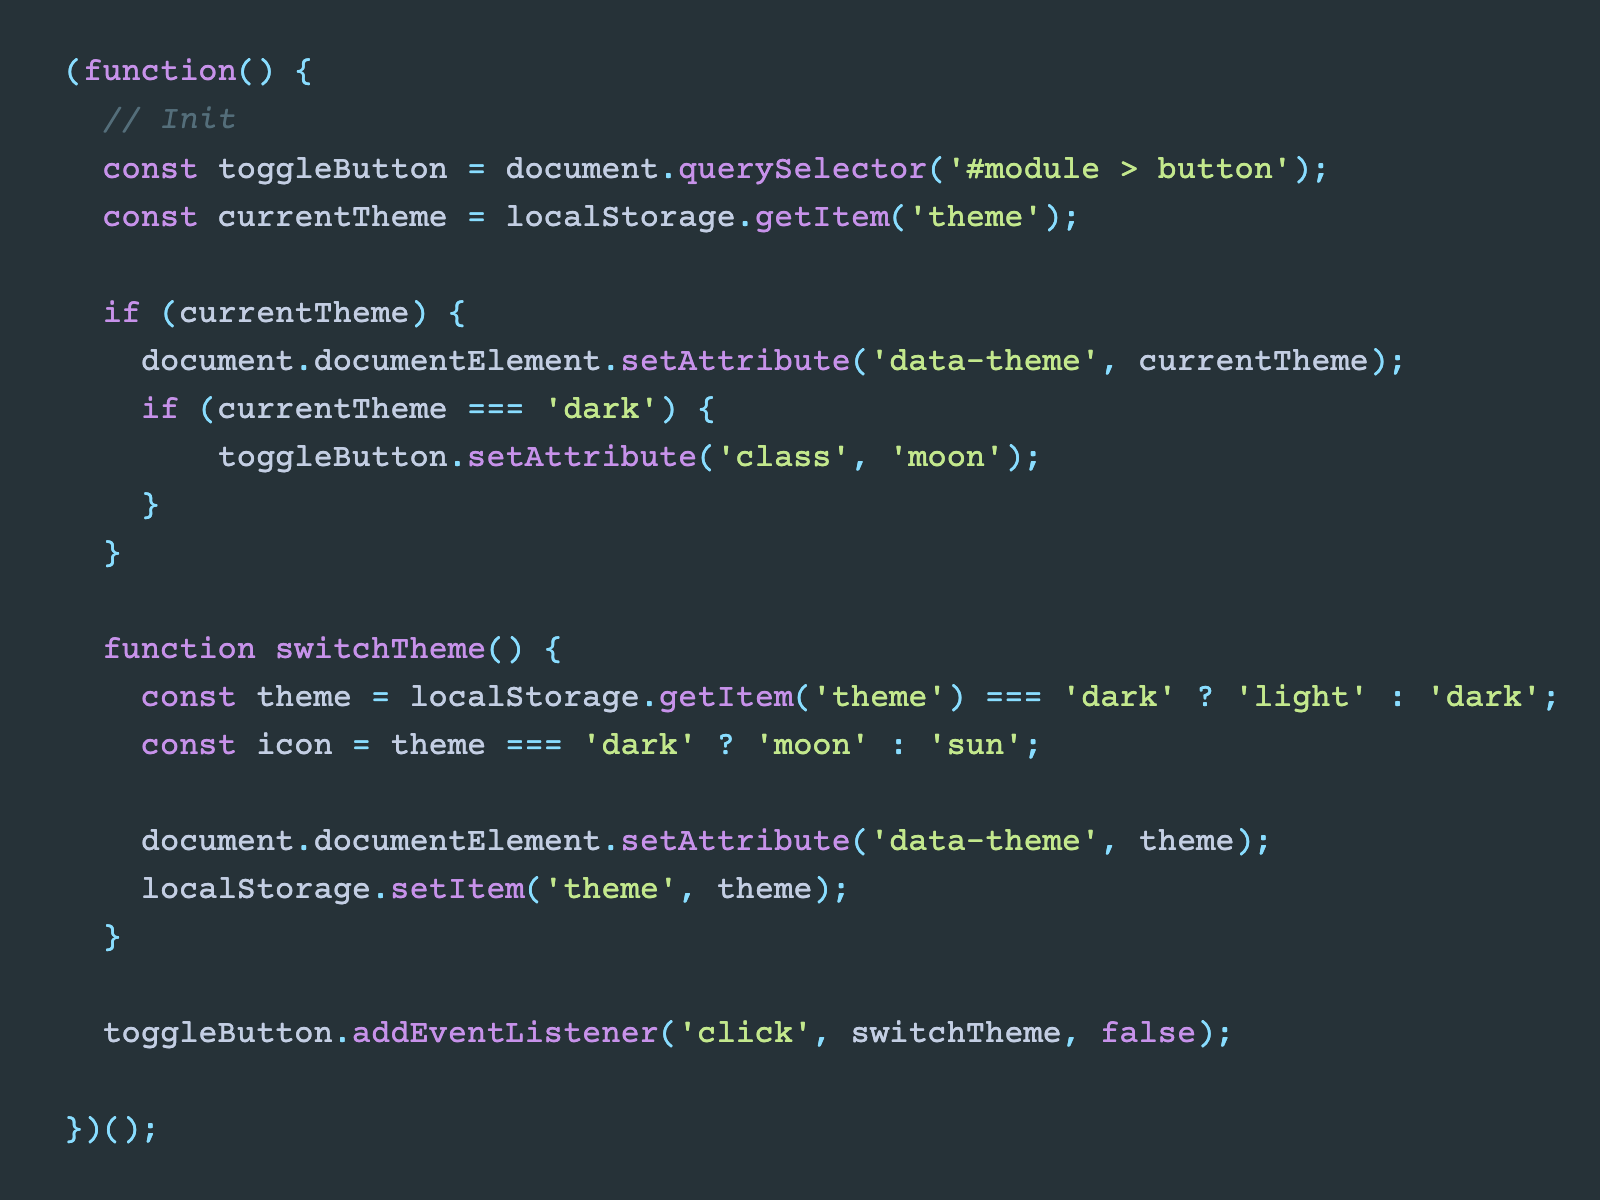 (function() {
  // Init
  const toggleButton = document.querySelector('#module > button');
  const currentTheme = localStorage.getItem('theme');

  if (currentTheme) {
    document.documentElement.setAttribute('data-theme', currentTheme);
    if (currentTheme === 'dark') {
        toggleButton.setAttribute('class', 'moon');
    }
  }

  function switchTheme() {
    const theme = localStorage.getItem('theme') === 'dark' ? 'light' : 'dark';
    const icon = theme === 'dark' ? 'moon' : 'sun';

    document.documentElement.setAttribute('data-theme', theme);
    localStorage.setItem('theme', theme);
  }

  toggleButton.addEventListener('click', switchTheme, false);

})();